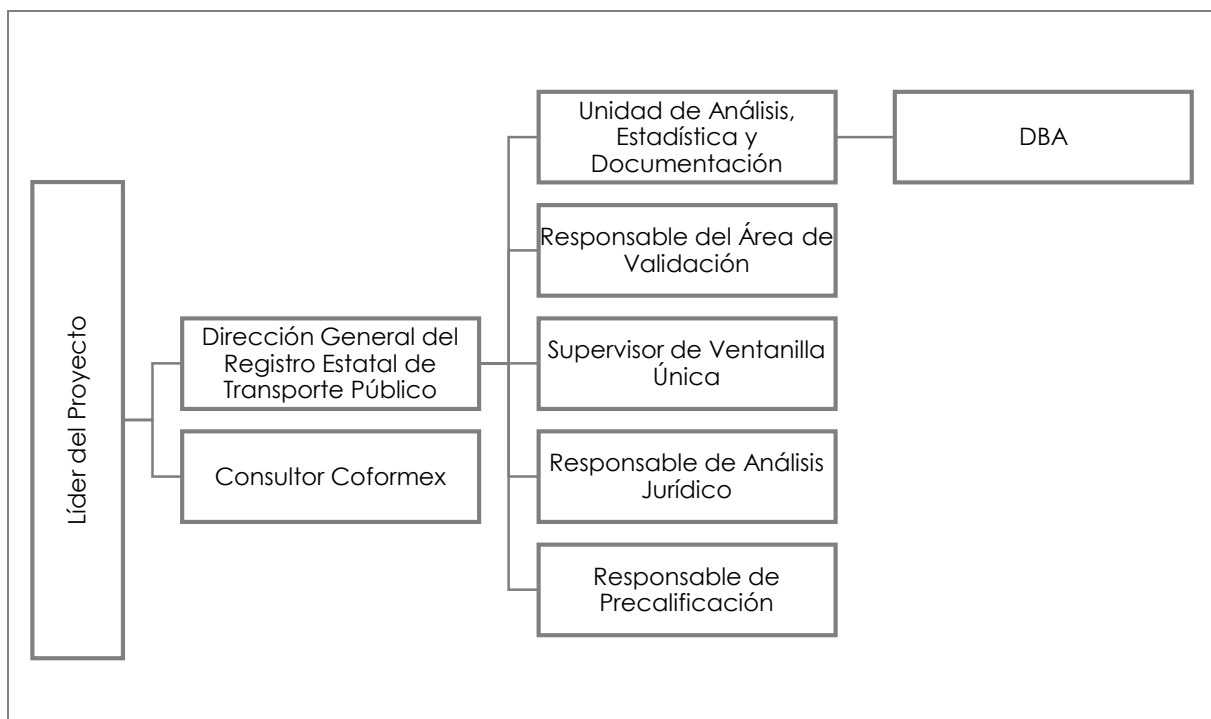 Líder del Proyecto
Dirección General del
Registro Estatal de
Transporte Público
Consultor Coformex
Unidad de Análisis,
Estadística y
Documentación
DBA
Responsable del Área de
Validación
Supervisor de Ventanilla
Única
Responsable de Análisis
Jurídico
Responsable de
Precalificación